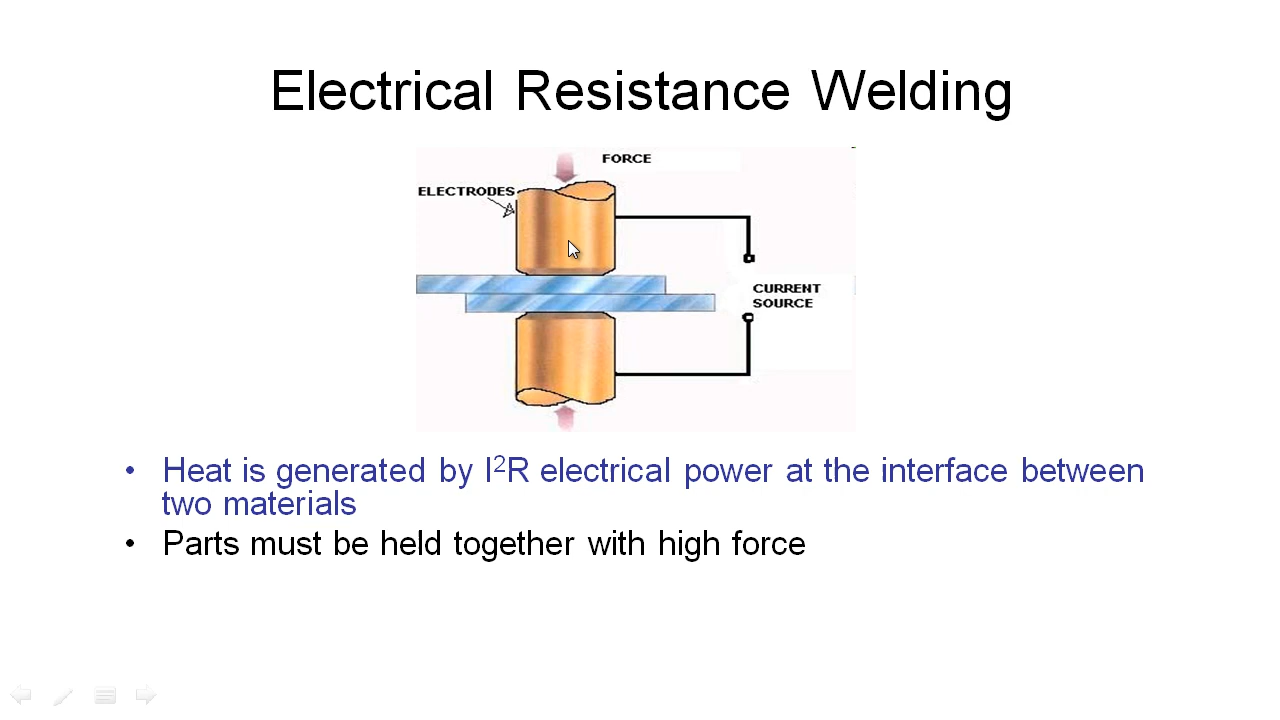 Electrical Resistance Welding
FORCE
ELECTRODES
CURRENT
SOURCE
• Heat is generated by I²R electrical power at the interface between
two materials
• Parts must be held together with high force